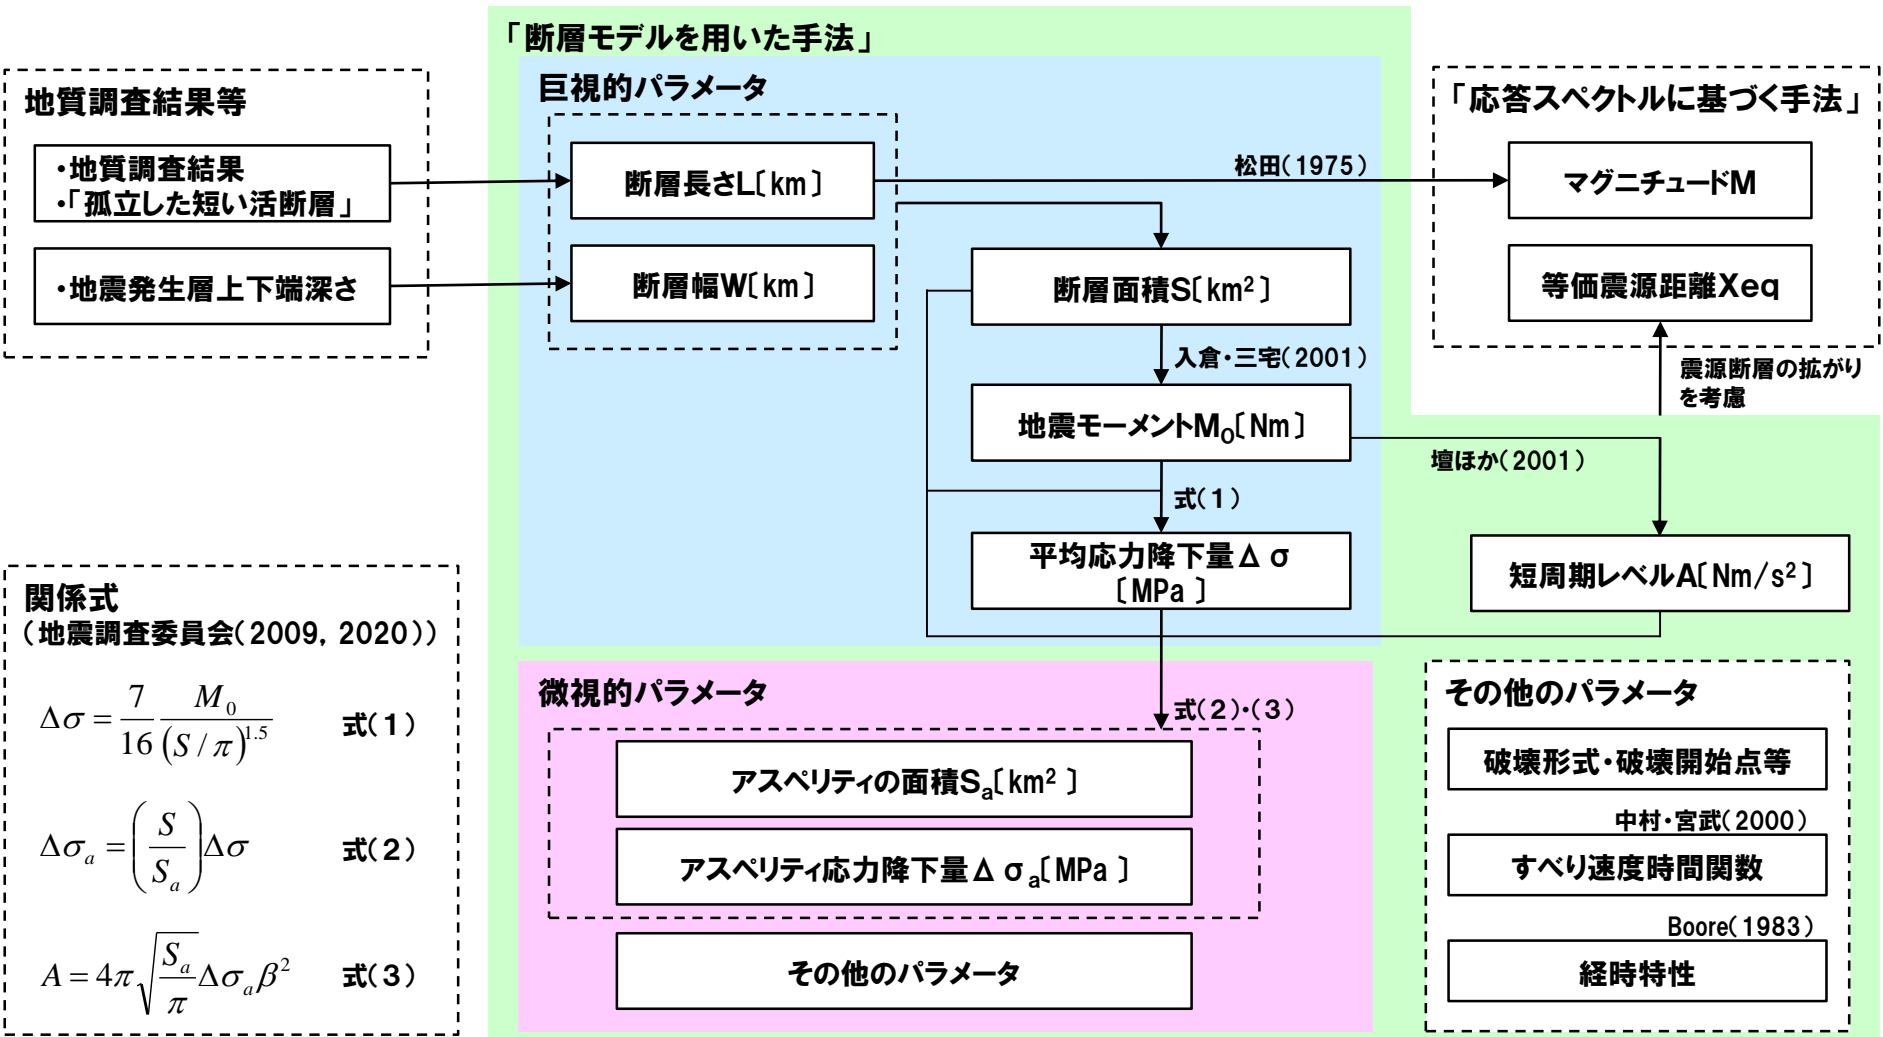 「断層モデルを用いた手法」
地質調査結果等
・地質調査結果
・「孤立した短い活断層」
・地震発生層上下端深さ
巨視的パラメータ
断層長さL〔km〕
断層幅W〔km〕
松田(1975)
断層面積S〔km²〕
入倉・三宅(2001)
地震モーメントM₀〔Nm〕
式(1)
平均応力降下量Δσ
〔MPa〕
「応答スペクトルに基づく手法」
マグニチュードM
等価震源距離Xeq
震源断層の拡がり
を考慮
壇ほか(2001)
短周期レベルA〔Nm/s²〕
関係式
(地震調査委員会(2009, 2020))
Δσ = 7/16 M₀/(S/π)^1.5 式(1)
Δσₐ = (S/Sₐ)Δσ 式(2)
A = 4π√(Sₐ/π)Δσₐβ² 式(3)
微視的パラメータ
式(2)・(3)
アスペリティの面積Sₐ〔km²〕
アスペリティ応力降下量Δσₐ〔MPa〕
その他のパラメータ
その他のパラメータ
破壊形式・破壊開始点等
中村・宮武(2000)
すべり速度時間関数
Boore(1983)
経時特性